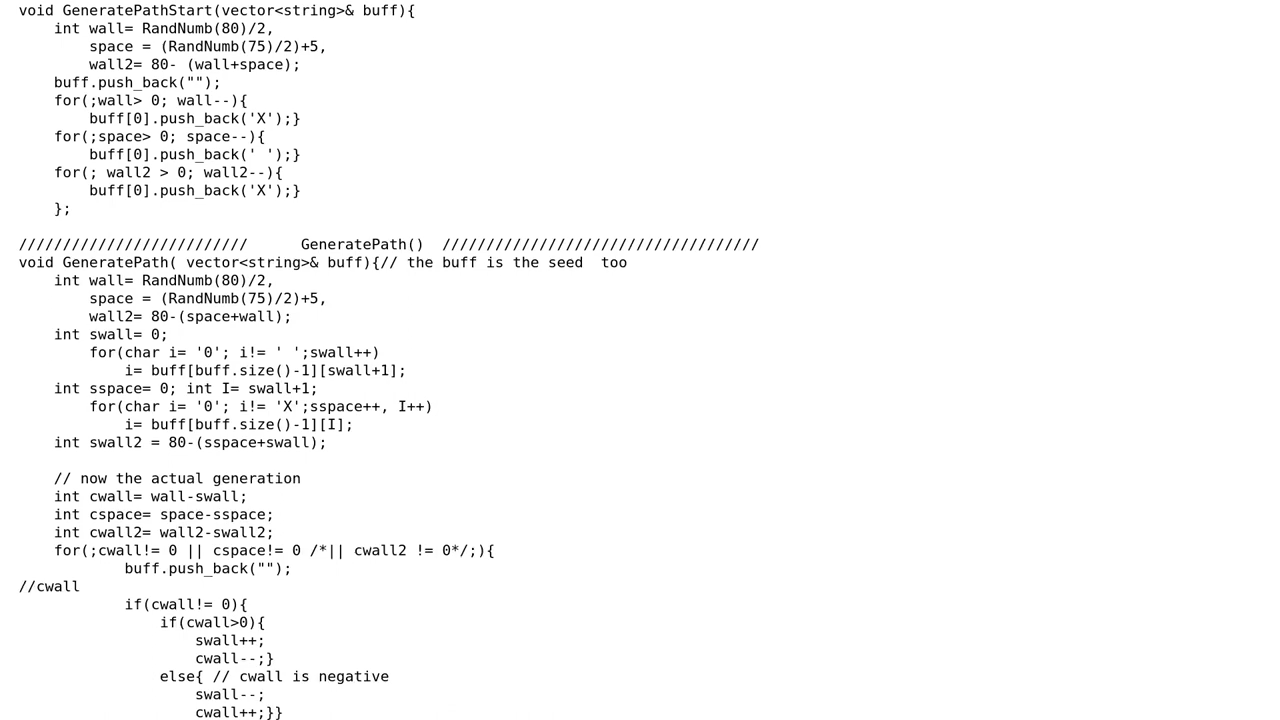 void GeneratePathStart(vector<string>& buff){
    int wall= RandNumb(80)/2,
        space = (RandNumb(75)/2)+5,
        wall2= 80- (wall+space);
    buff.push_back("");
    for(;wall> 0; wall--){
        buff[0].push_back('X');}
    for(;space> 0; space--){
        buff[0].push_back(' ');}
    for(; wall2 > 0; wall2--){
        buff[0].push_back('X');}
    };

//////////////////////////      GeneratePath()  ////////////////////////////////////
void GeneratePath( vector<string>& buff){// the buff is the seed  too
    int wall= RandNumb(80)/2,
        space = (RandNumb(75)/2)+5,
        wall2= 80-(space+wall);
    int swall= 0;
        for(char i= '0'; i!= ' ';swall++)
            i= buff[buff.size()-1][swall+1];
    int sspace= 0; int I= swall+1;
        for(char i= '0'; i!= 'X';sspace++, I++)
            i= buff[buff.size()-1][I];
    int swall2 = 80-(sspace+swall);

    // now the actual generation
    int cwall= wall-swall;
    int cspace= space-sspace;
    int cwall2= wall2-swall2;
    for(;cwall!= 0 || cspace!= 0 /*|| cwall2 != 0*/;){
            buff.push_back("");
//cwall
            if(cwall!= 0){
                if(cwall>0){
                    swall++;
                    cwall--;}
                else{ // cwall is negative
                    swall--;
                    cwall++;}}